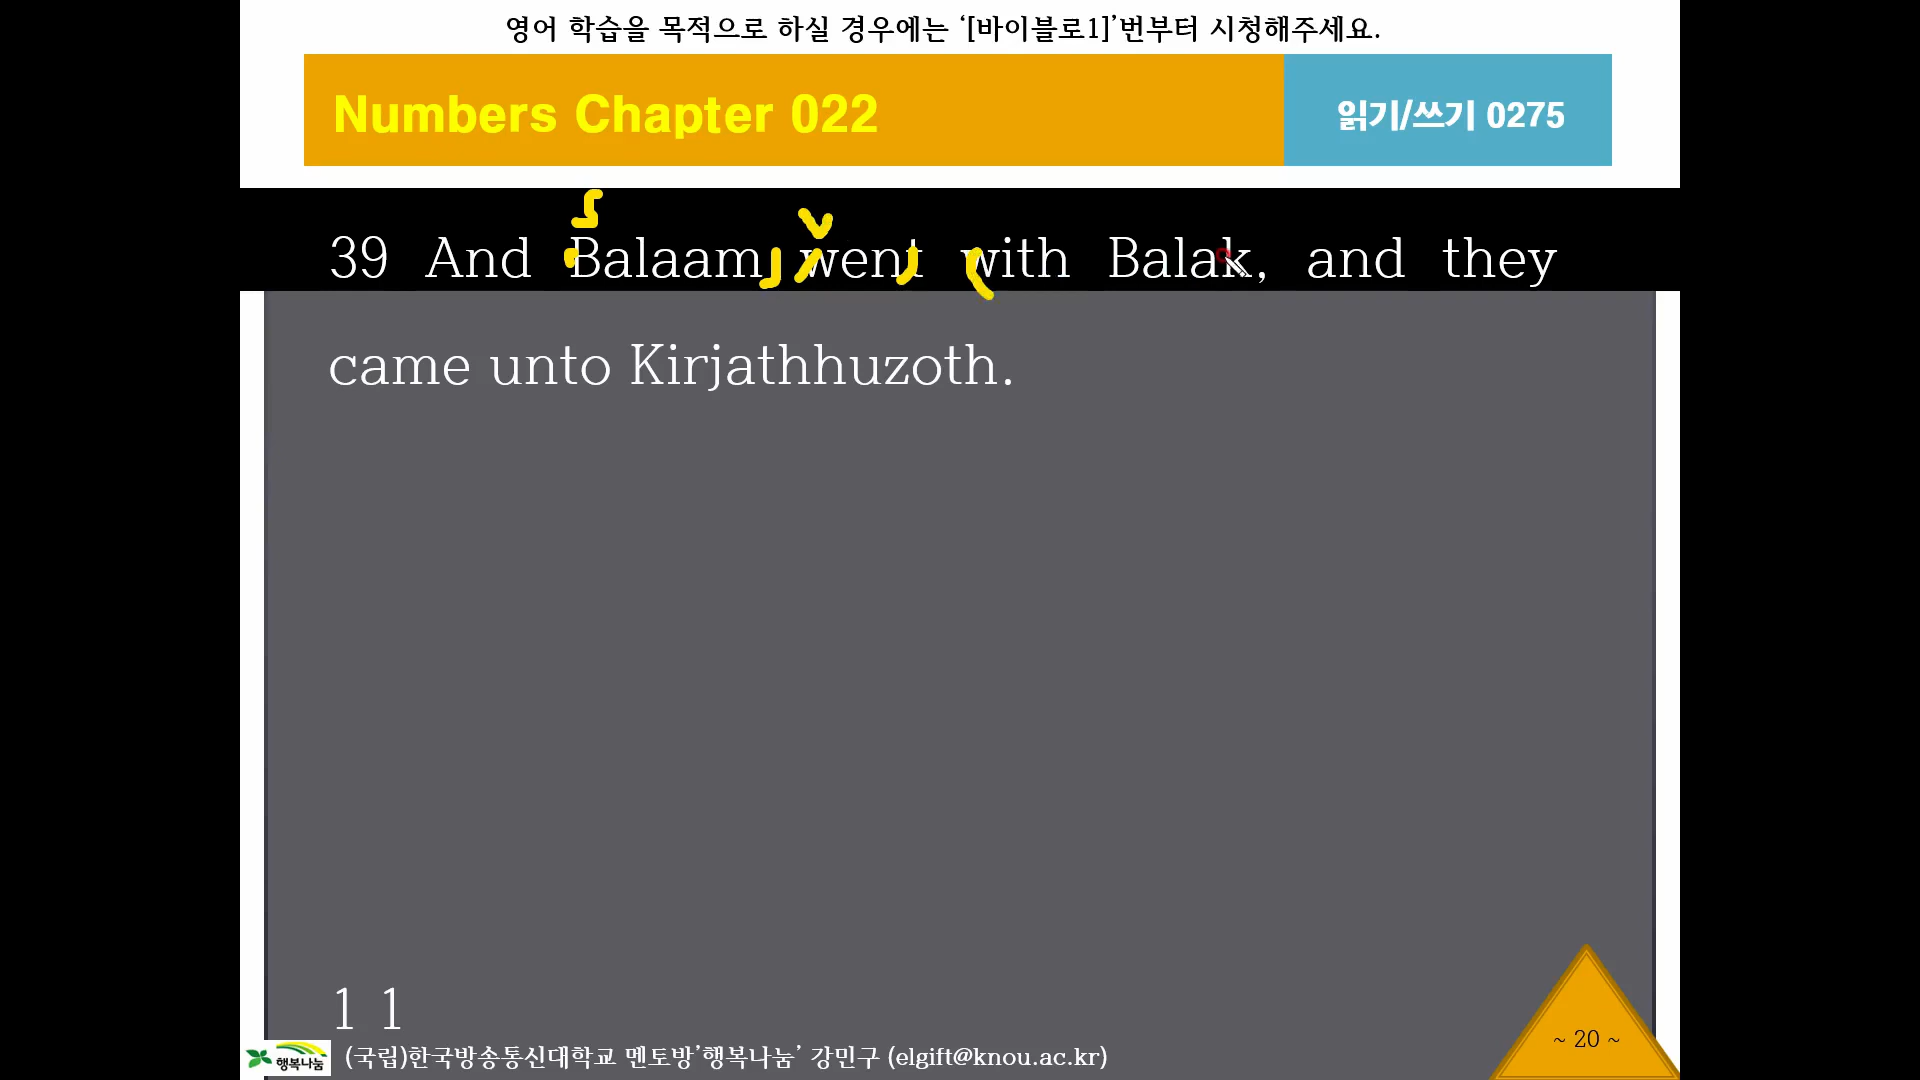 영어 학습을 목적으로 하실 경우에는 ‘[바이블로1]’번부터 시청해주세요.
Numbers Chapter 022
읽기/쓰기 0275
39 And Balaam went with Balak, and they
came unto Kirjathhuzoth.
1 1
~ 20 ~
행복나눔
(국립)한국방송통신대학교 멘토방’행복나눔’ 강민구 (elgift@knou.ac.kr)